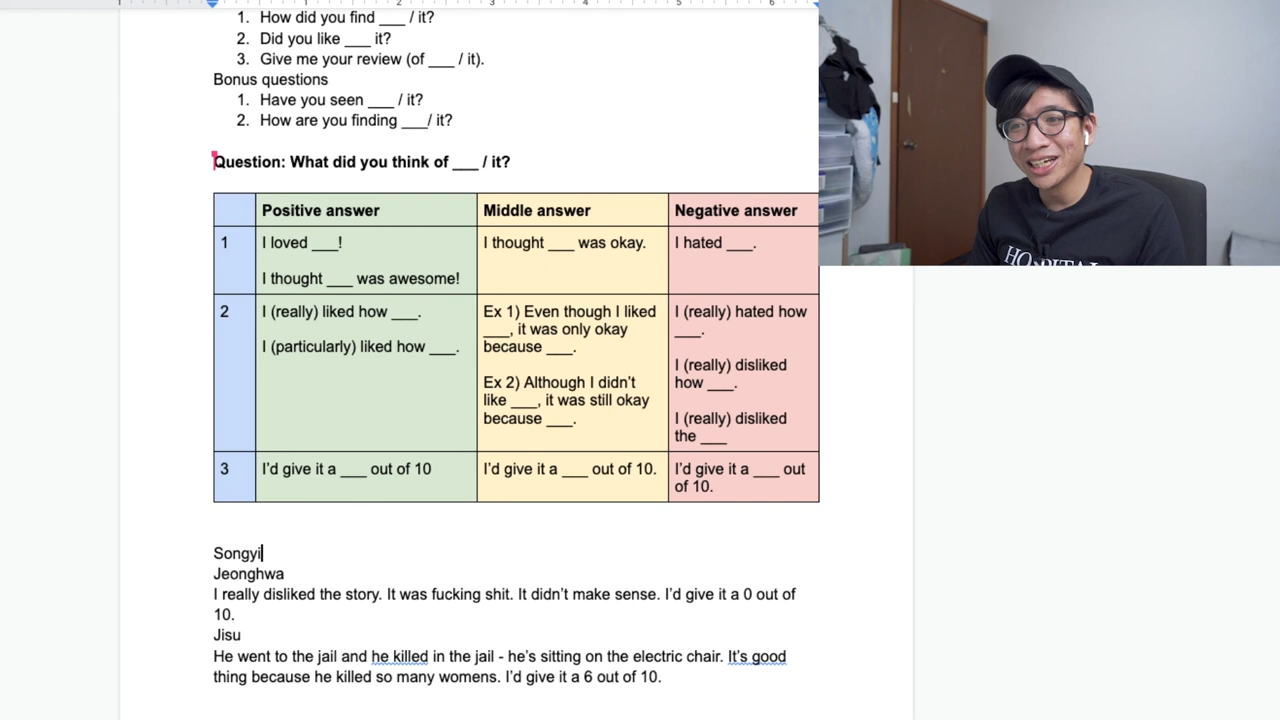 1. How did you find ___ / it?
2. Did you like ___ it?
3. Give me your review (of ___ / it).
Bonus questions
1. Have you seen ___ / it?
2. How are you finding ___/ it?
Question: What did you think of ___ / it?
Positive answer
Middle answer
Negative answer
1
I loved ___!
I thought ___ was awesome!
I thought ___ was okay.
I hated ___.
2
I (really) liked how ___.
I (particularly) liked how ___.
Ex 1) Even though I liked
___, it was only okay
because ___.
Ex 2) Although I didn't
like ___, it was still okay
because ___.
I (really) hated how
___.
I (really) disliked
how ___.
I (really) disliked
the ___
3
I'd give it a ___ out of 10
I'd give it a ___ out of 10.
I'd give it a ___ out
of 10.
Songyi
Jeonghwa
I really disliked the story. It was fucking shit. It didn't make sense. I'd give it a 0 out of
10.
Jisu
He went to the jail and he killed in the jail - he's sitting on the electric chair. It's good
thing because he killed so many womens. I'd give it a 6 out of 10.